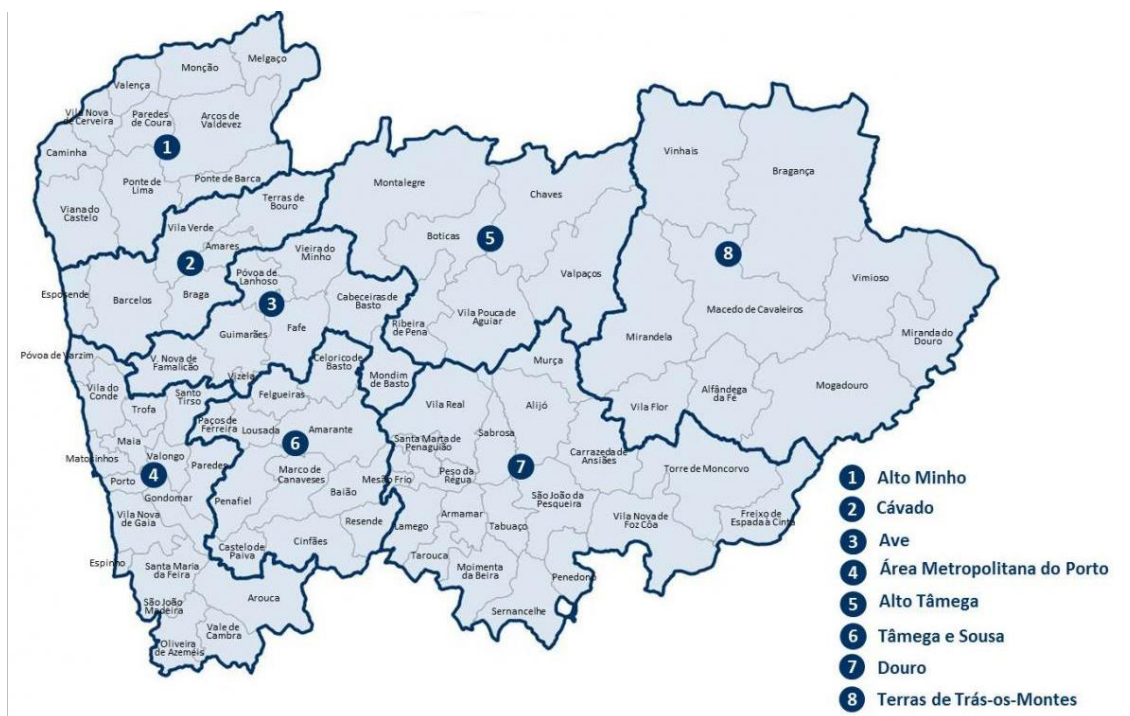 Melgaço
Monção
Valença
Vila Nova
de Cerveira
Paredes
de Coura
Arcos de
Valdevez
1
Caminha
Ponte de
Lima
Ponte de Barca
Viana do
Castelo
Terras de
Bouro
Vila Verde
Amares
2
Vieira do
Minho
Póvoa de
Lanhoso
Esposende
Barcelos
Braga
3
Cabeceiras de
Basto
Guimarães
Fafe
V. Nova de
Famalicão
Vizela
Montalegre
Chaves
Boticas
5
Valpaços
Vila Pouca de
Aguiar
Ribeira
de Pena
Vinhais
Bragança
8
Vimioso
Macedo de Cavaleiros
Mirandela
Miranda do
Douro
Mogadouro
Alfândega
da Fé
Vila Flor
Póvoa de Varzim
Vila do
Conde
Santo
Tirso
Trofa
Maia
Matosinhos
Valongo
4
Paredes
Porto
Gondomar
Vila Nova
de Gaia
Espinho
Santa Maria
da Feira
Arouca
São João
Madeira
Vale de
Cambra
Oliveira
de Azeméis
Celorico de
Basto
Mondim
de Basto
Felgueiras
Paços de
Ferreira
Lousada
Amarante
6
Marco de
Canaveses
Penafiel
Baião
Resende
Cinfães
Castelo de
Paiva
Murça
Vila Real
Alijó
Sabrosa
Santa Marta de
Penaguião
Carrazeda de
Ansiães
Mesão Frio
Peso da
Regua
7
Torre de Moncorvo
São João da
Pesqueira
Armamar
Lamego
Tabuaço
Vila Nova de
Foz Côa
Freixo de
Espada à Cinta
Tarouca
Moimenta
da Beira
Penedono
Sernancelhe
1 Alto Minho
2 Cávado
3 Ave
4 Área Metropolitana do Porto
5 Alto Tâmega
6 Tâmega e Sousa
7 Douro
8 Terras de Trás-os-Montes